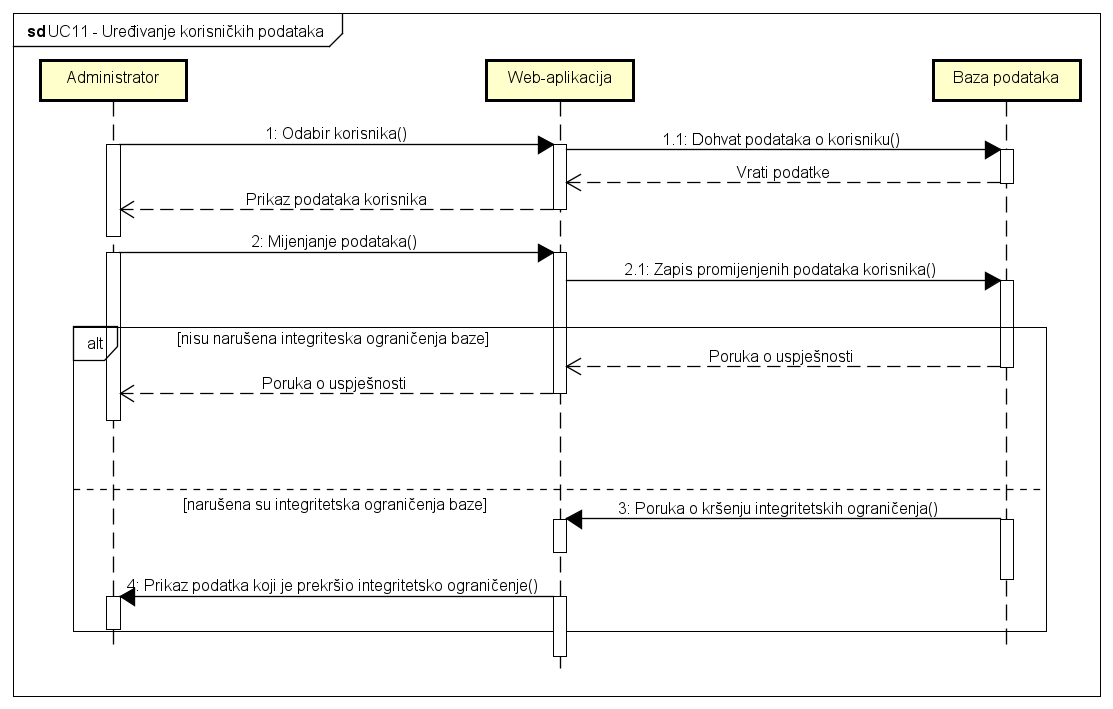 sd UC11 - Uređivanje korisničkih podataka
Administrator
Web-aplikacija
Baza podataka
1: Odabir korisnika()
1.1: Dohvat podataka o korisniku()
Vrati podatke
Prikaz podataka korisnika
2: Mijenjanje podataka()
2.1: Zapis promijenjenih podataka korisnika()
alt
[nisu narušena integriteska ograničenja baze]
Poruka o uspješnosti
Poruka o uspješnosti
[narušena su integritetska ograničenja baze]
3: Poruka o kršenju integritetskih ograničenja()
4: Prikaz podatka koji je prekršio integritetsko ograničenje()